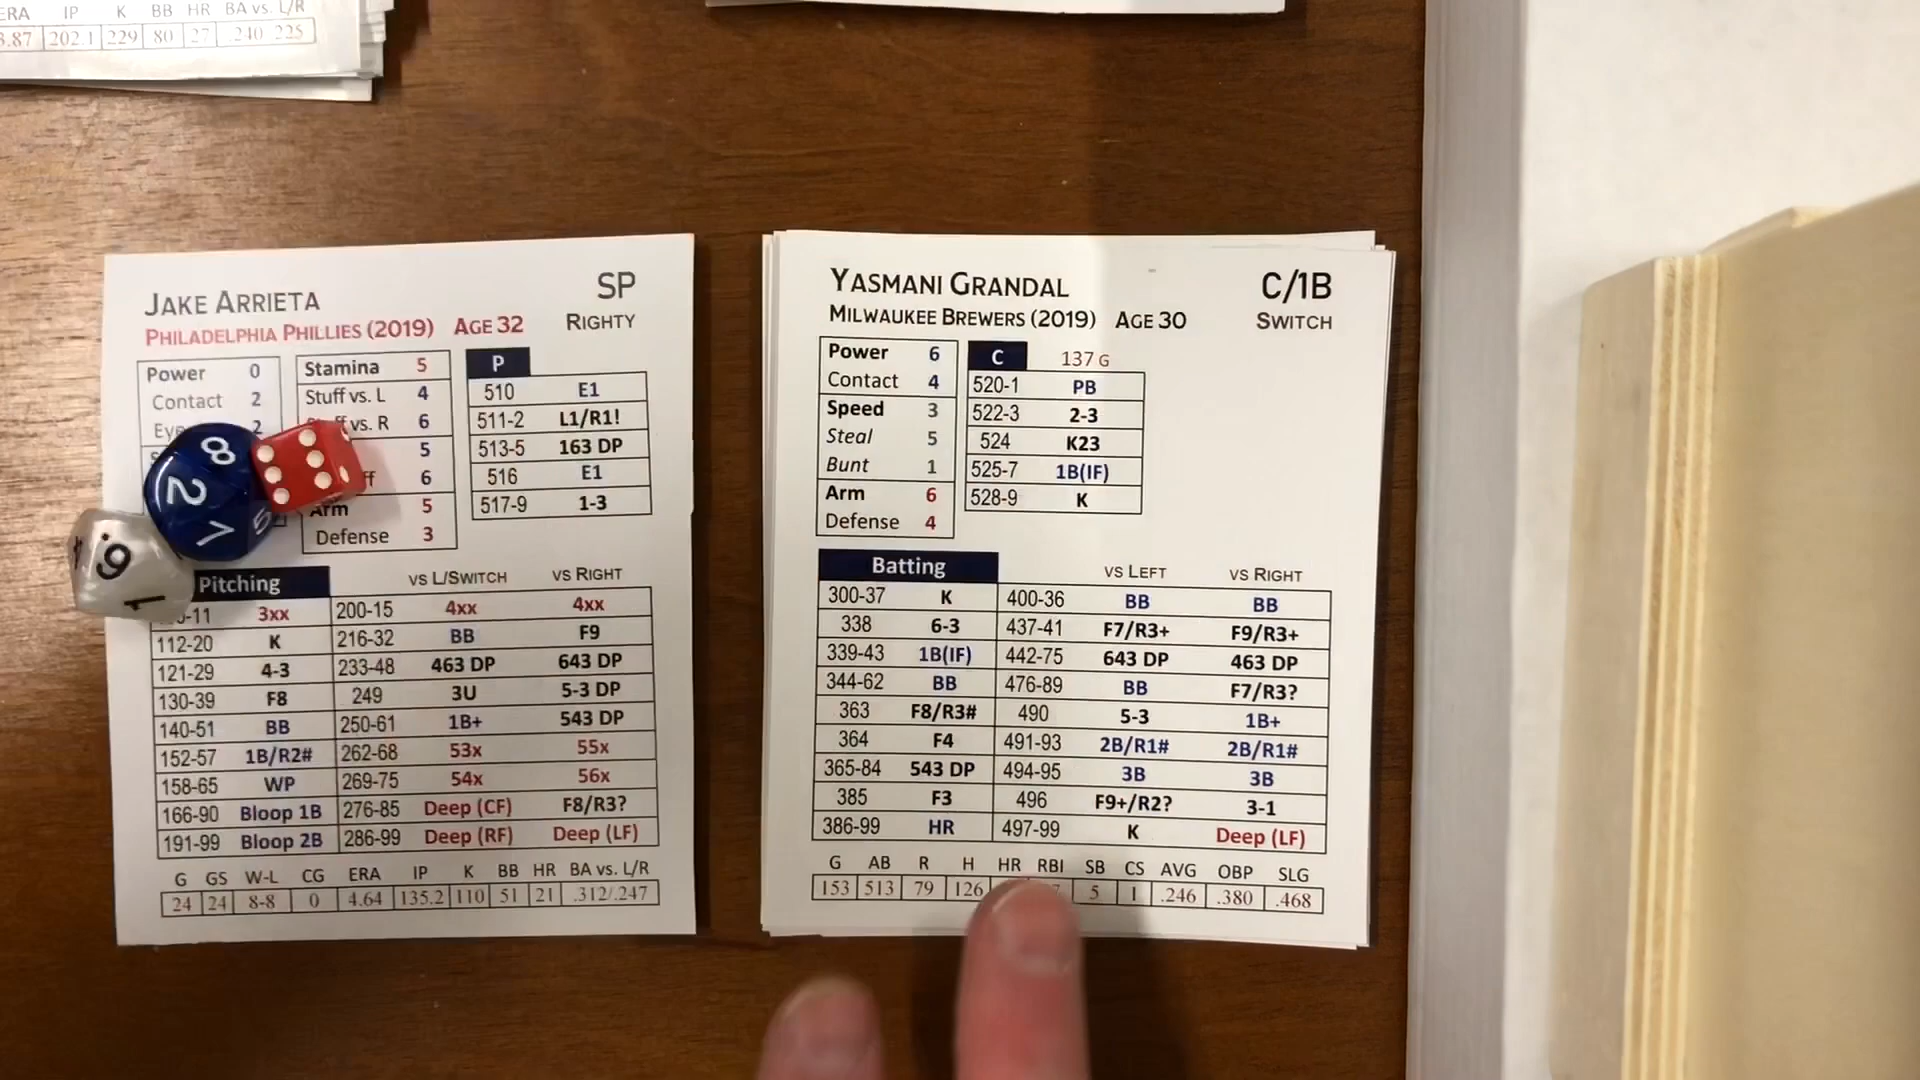 ERA IP K BB HR BA vs. L/R
3.87 202.1 229 80 27 .240 .225
JAKE ARRIETA SP
PHILADELPHIA PHILLIES (2019) AGE 32 RIGHTY
Power 0
Contact 2
Eye 2
Stamina 5
Stuff vs. L 4
vs. R 6
5
6
Arm 5
Defense 3
P
510 E1
511-2 L1/R1!
513-5 163 DP
516 E1
517-9 1-3
Pitching vs L/SWITCH vs RIGHT
-11 3xx 200-15 4xx 4xx
112-20 K 216-32 BB F9
121-29 4-3 233-48 463 DP 643 DP
130-39 F8 249 3U 5-3 DP
140-51 BB 250-61 1B+ 543 DP
152-57 1B/R2# 262-68 53x 55x
158-65 WP 269-75 54x 56x
166-90 Bloop 1B 276-85 Deep (CF) F8/R3?
191-99 Bloop 2B 286-99 Deep (RF) Deep (LF)
G GS W-L CG ERA IP K BB HR BA vs. L/R
24 24 8-8 0 4.64 135.2 110 51 21 .312/.247
8
2
7
5
9.
1
YASMANI GRANDAL C/1B
MILWAUKEE BREWERS (2019) AGE 30 SWITCH
Power 6
Contact 4
Speed 3
Steal 5
Bunt 1
Arm 6
Defense 4
C 137 G
520-1 PB
522-3 2-3
524 K23
525-7 1B(IF)
528-9 K
Batting vs LEFT vs RIGHT
300-37 K 400-36 BB BB
338 6-3 437-41 F7/R3+ F9/R3+
339-43 1B(IF) 442-75 643 DP 463 DP
344-62 BB 476-89 BB F7/R3?
363 F8/R3# 490 5-3 1B+
364 F4 491-93 2B/R1# 2B/R1#
365-84 543 DP 494-95 3B 3B
385 F3 496 F9+/R2? 3-1
386-99 HR 497-99 K Deep (LF)
G AB R H HR RBI SB CS AVG OBP SLG
153 513 79 126 5 1 .246 .380 .468